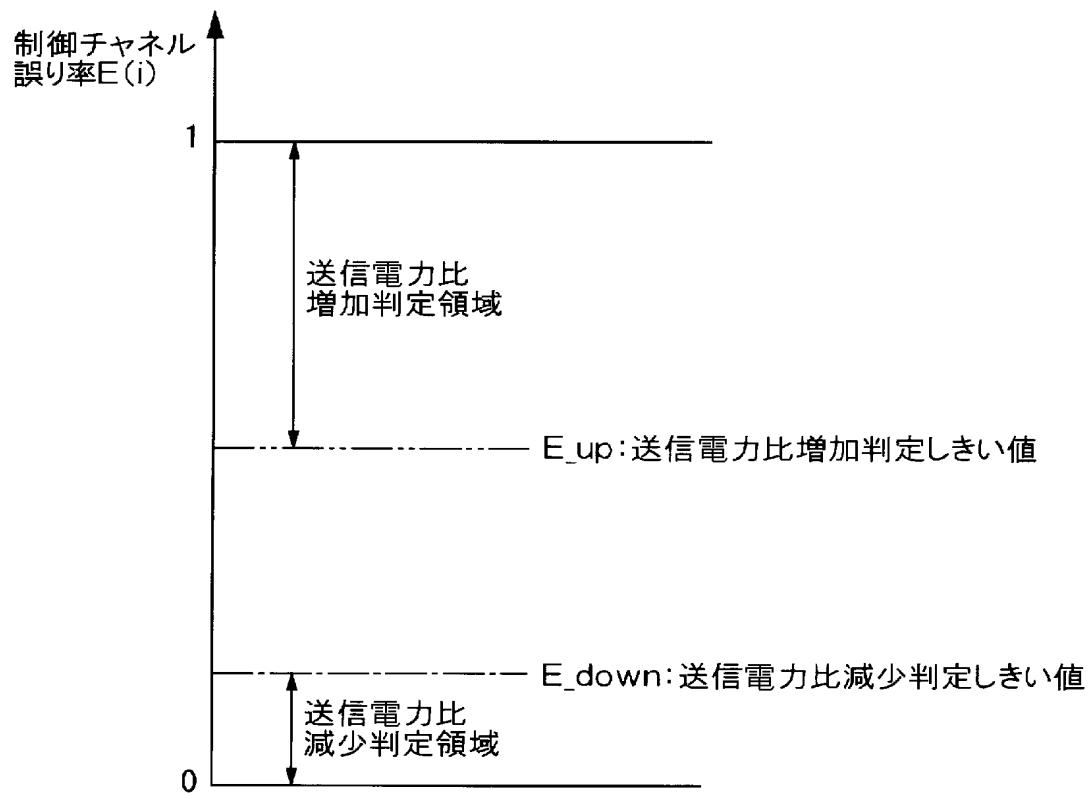 制御チャネル
誤り率E(i)
1
送信電力比
増加判定領域
E_up:送信電力比増加判定しきい値
E_down:送信電力比減少判定しきい値
送信電力比
減少判定領域
0